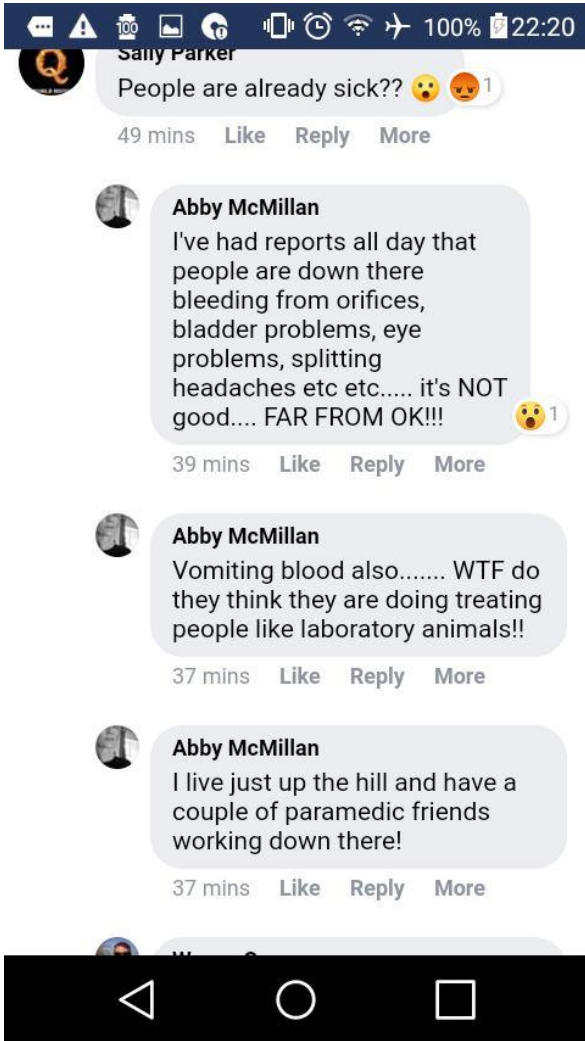 100% 22:20
Sally Parker
People are already sick?? 😮 😡 1
49 mins Like Reply More
Abby McMillan
I've had reports all day that
people are down there
bleeding from orifices,
bladder problems, eye
problems, splitting
headaches etc etc..... it's NOT
good.... FAR FROM OK!!!
😮 1
39 mins Like Reply More
Abby McMillan
Vomiting blood also....... WTF do
they think they are doing treating
people like laboratory animals!!
37 mins Like Reply More
Abby McMillan
I live just up the hill and have a
couple of paramedic friends
working down there!
37 mins Like Reply More